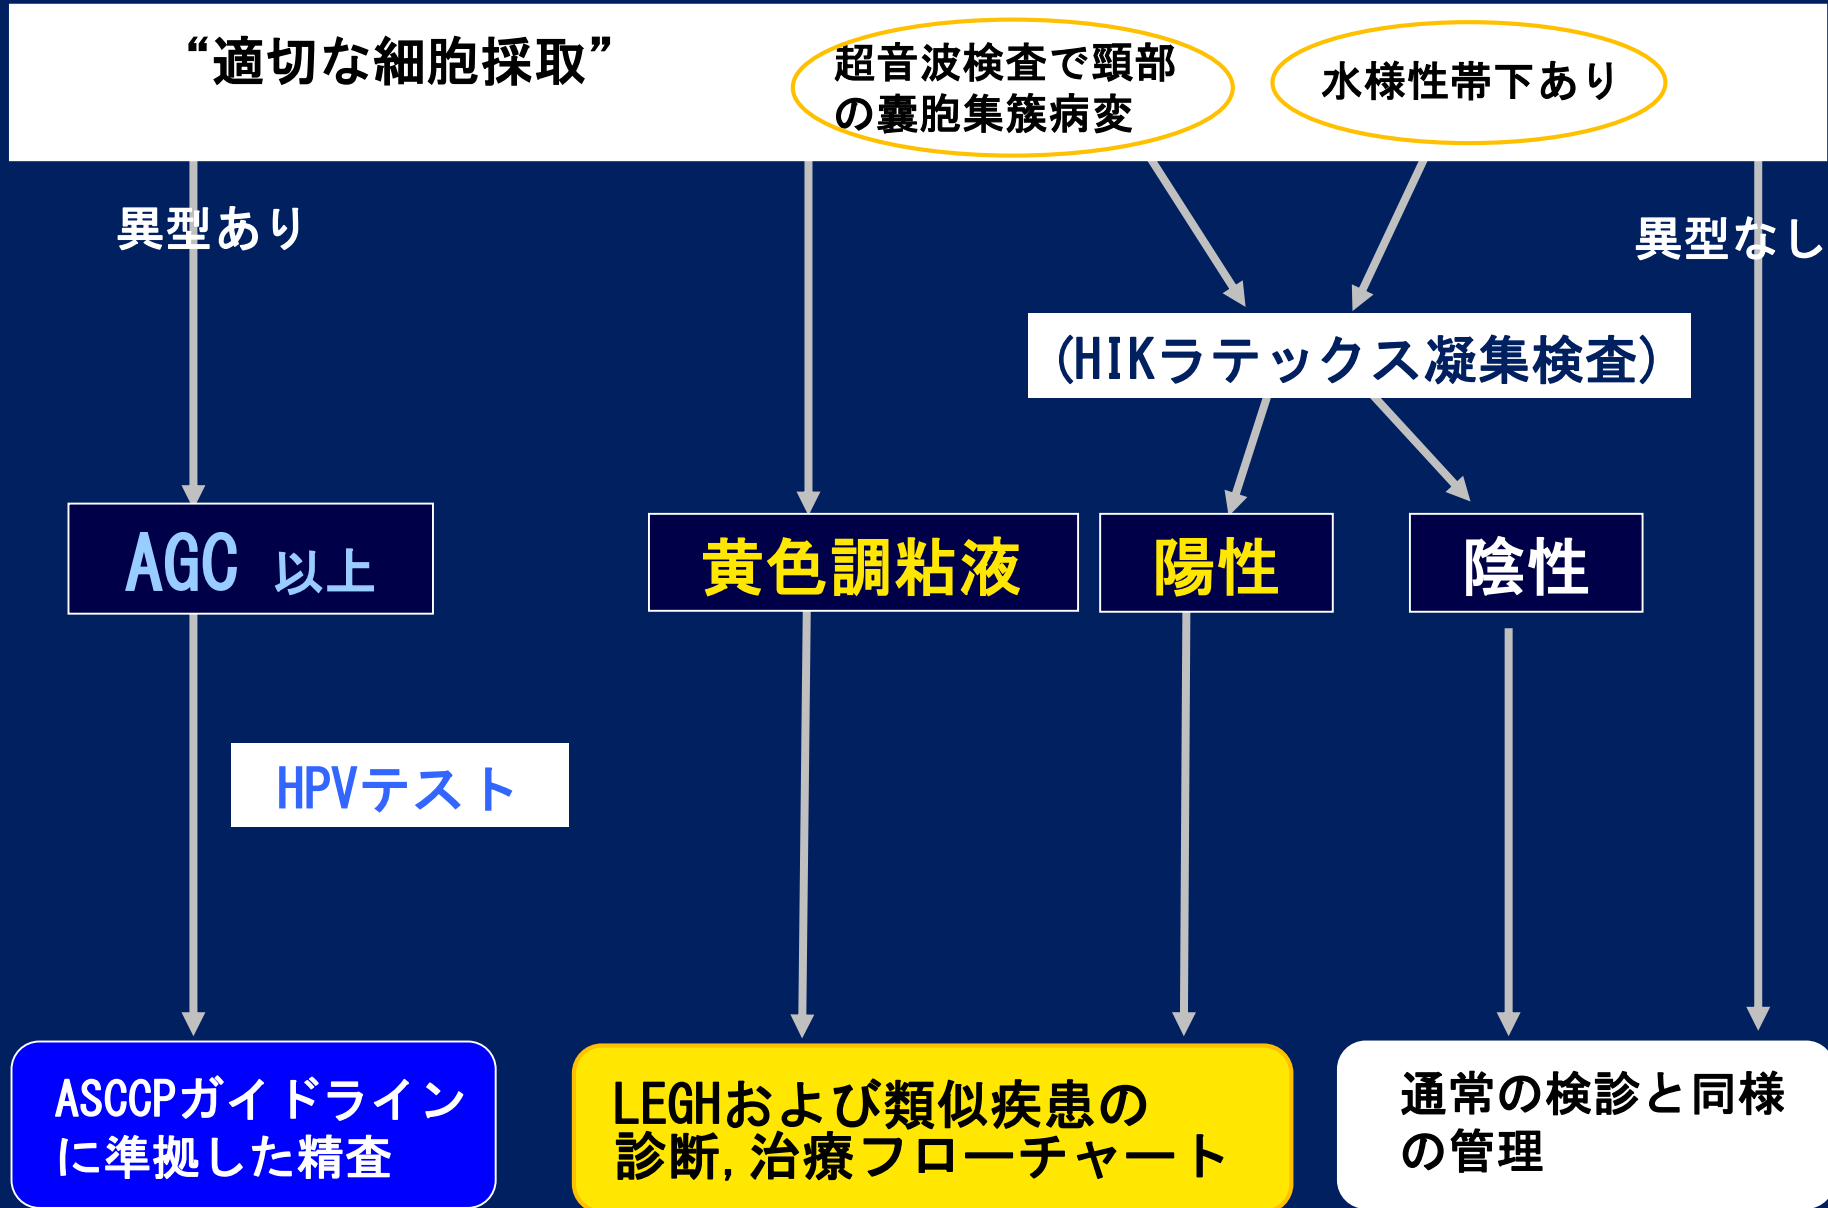 “適切な細胞採取”
超音波検査で頸部
の囊胞集簇病変
水様性帯下あり
異型あり
異型なし
(HIKラテックス凝集検査)
AGC 以上
黄色調粘液
陽性
陰性
HPVテスト
ASCCPガイドライン
に準拠した精査
LEGHおよび類似疾患の
診断,治療フローチャート
通常の検診と同様
の管理